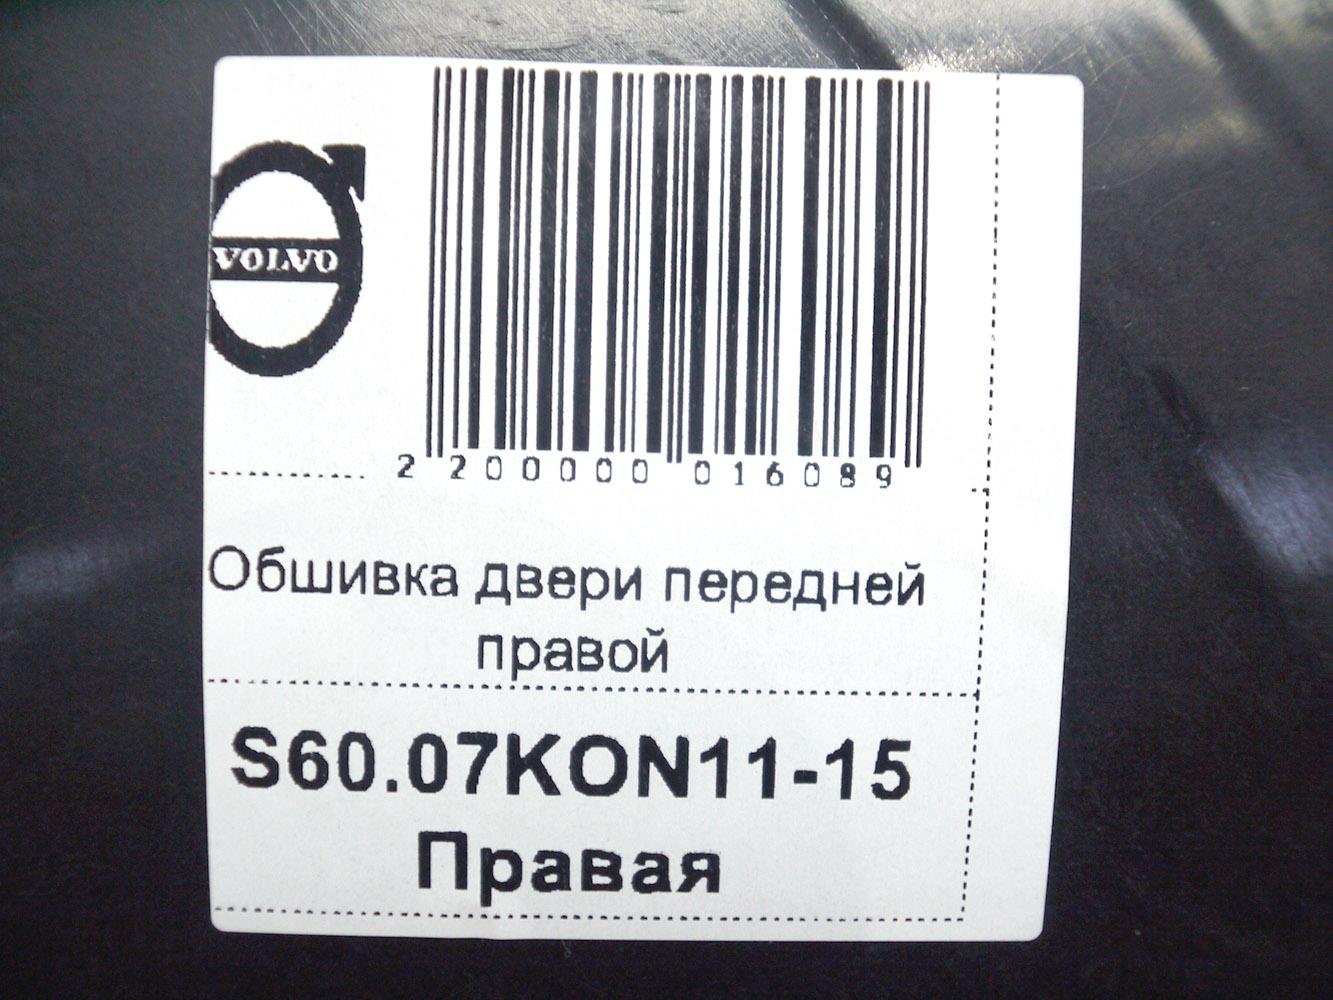 VOLVO
2 200000 016089
Обшивка двери передней
правой
S60.07KON11-15
Правая